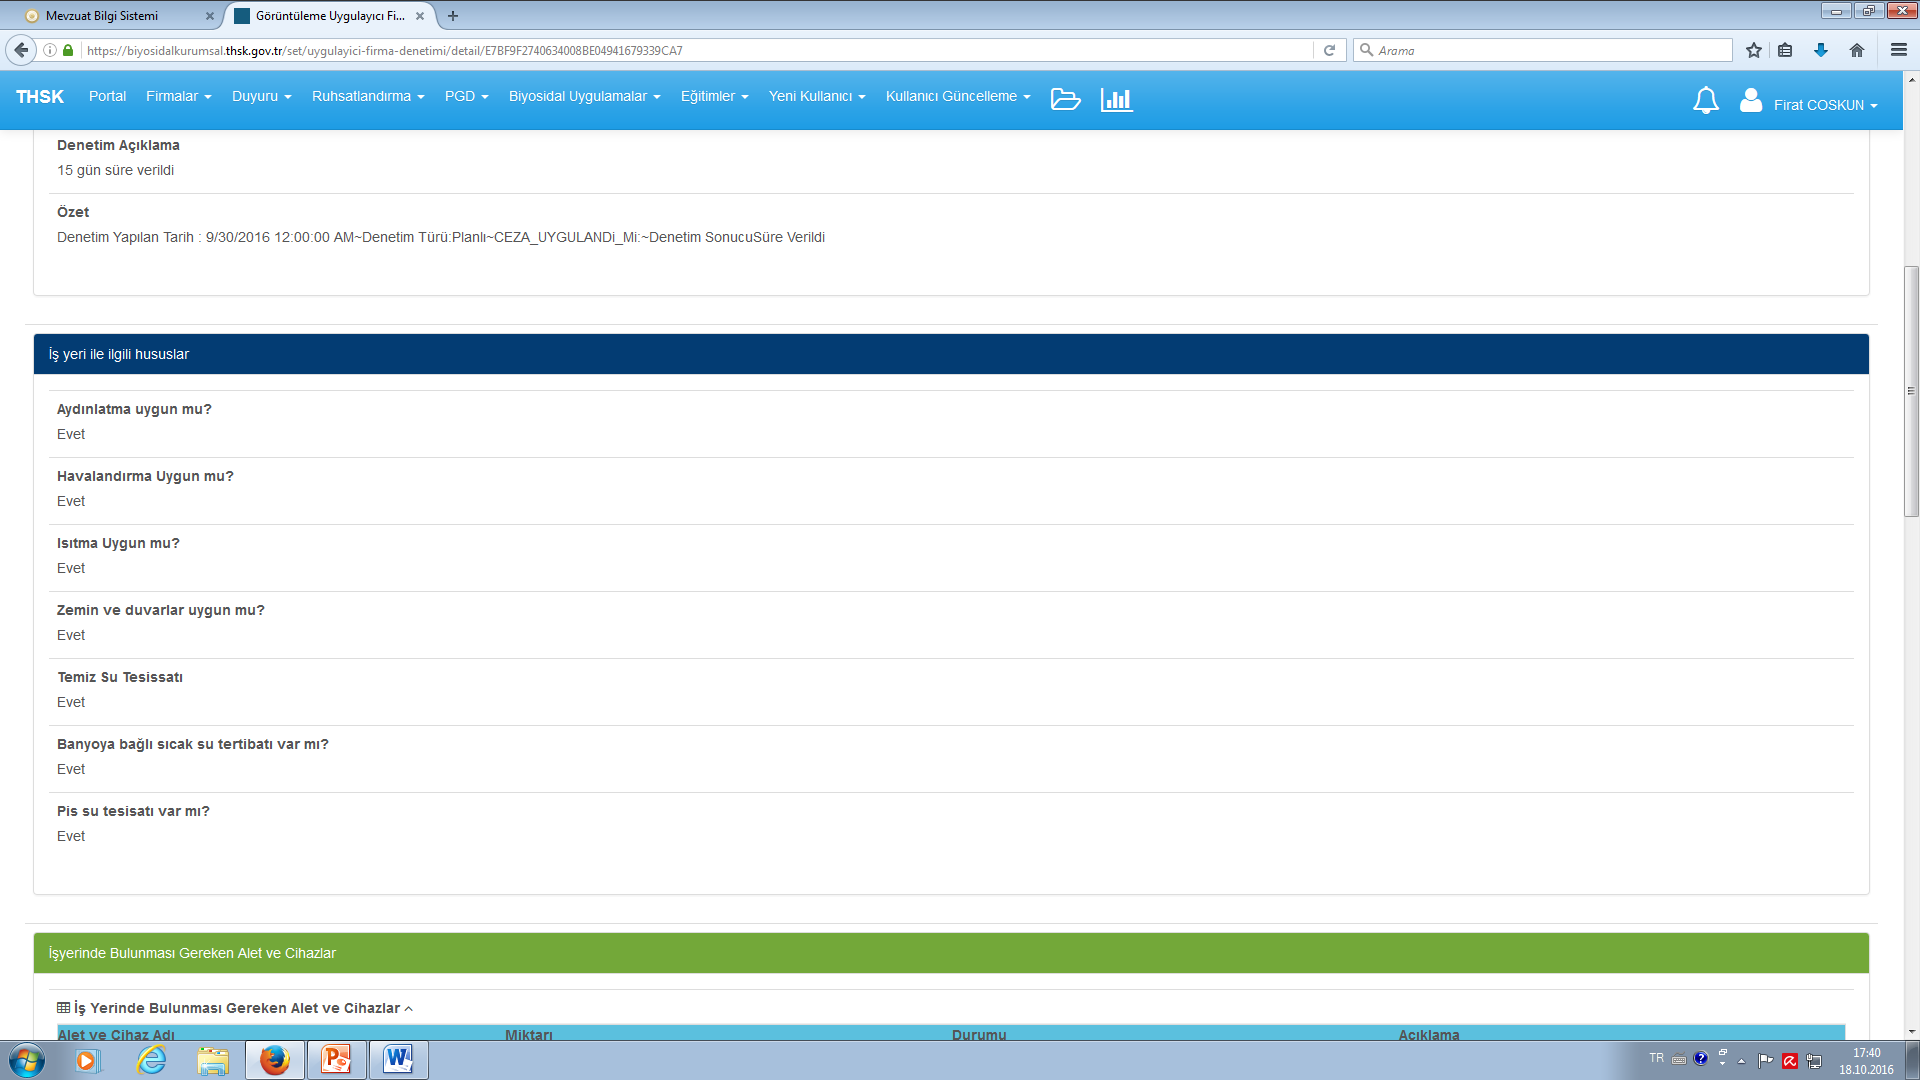 Mevzuat Bilgi Sistemi
Görüntüleme Uygulayıcı Fi...
https://biyosidalkurumsal.thsk.gov.tr/set/uygulayici-firma-denetimi/detail/E7BF9F2740634008BE04941679339CA7
Arama
THSK Portal Firmalar Duyuru Ruhsatlandırma PGD Biyosidal Uygulamalar Eğitimler Yeni Kullanıcı Kullanıcı Güncelleme Firat COSKUN
Denetim Açıklama
15 gün süre verildi
Özet
Denetim Yapılan Tarih : 9/30/2016 12:00:00 AM~Denetim Türü:Planlı~CEZA_UYGULANDi_Mi:~Denetim SonucuSüre Verildi
İş yeri ile ilgili hususlar
Aydınlatma uygun mu?
Evet
Havalandırma Uygun mu?
Evet
Isıtma Uygun mu?
Evet
Zemin ve duvarlar uygun mu?
Evet
Temiz Su Tesissatı
Evet
Banyoya bağlı sıcak su tertibatı var mı?
Evet
Pis su tesisatı var mı?
Evet
İşyerinde Bulunması Gereken Alet ve Cihazlar
İş Yerinde Bulunması Gereken Alet ve Cihazlar
Alet ve Cihaz Adı Miktarı Durumu Açıklama
TR
17:40
18.10.2016